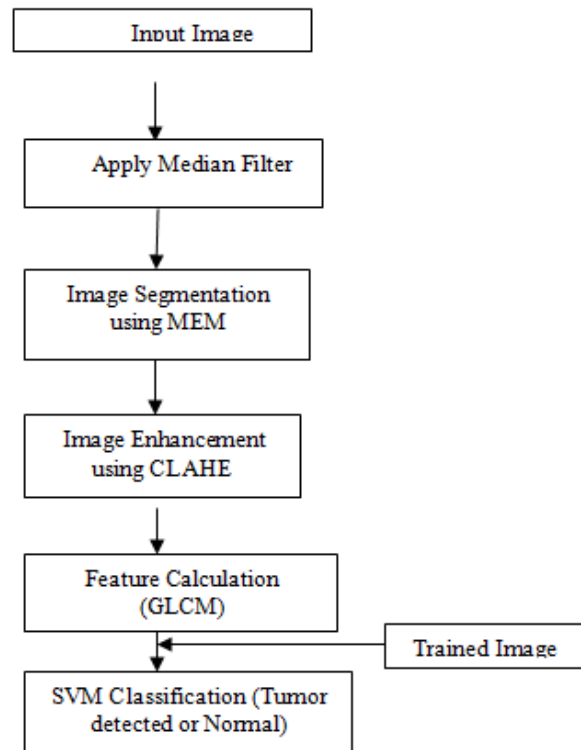 Input Image
Apply Median Filter
Image Segmentation
using MEM
Image Enhancement
using CLAHE
Feature Calculation
(GLCM)
Trained Image
SVM Classification (Tumor
detected or Normal)